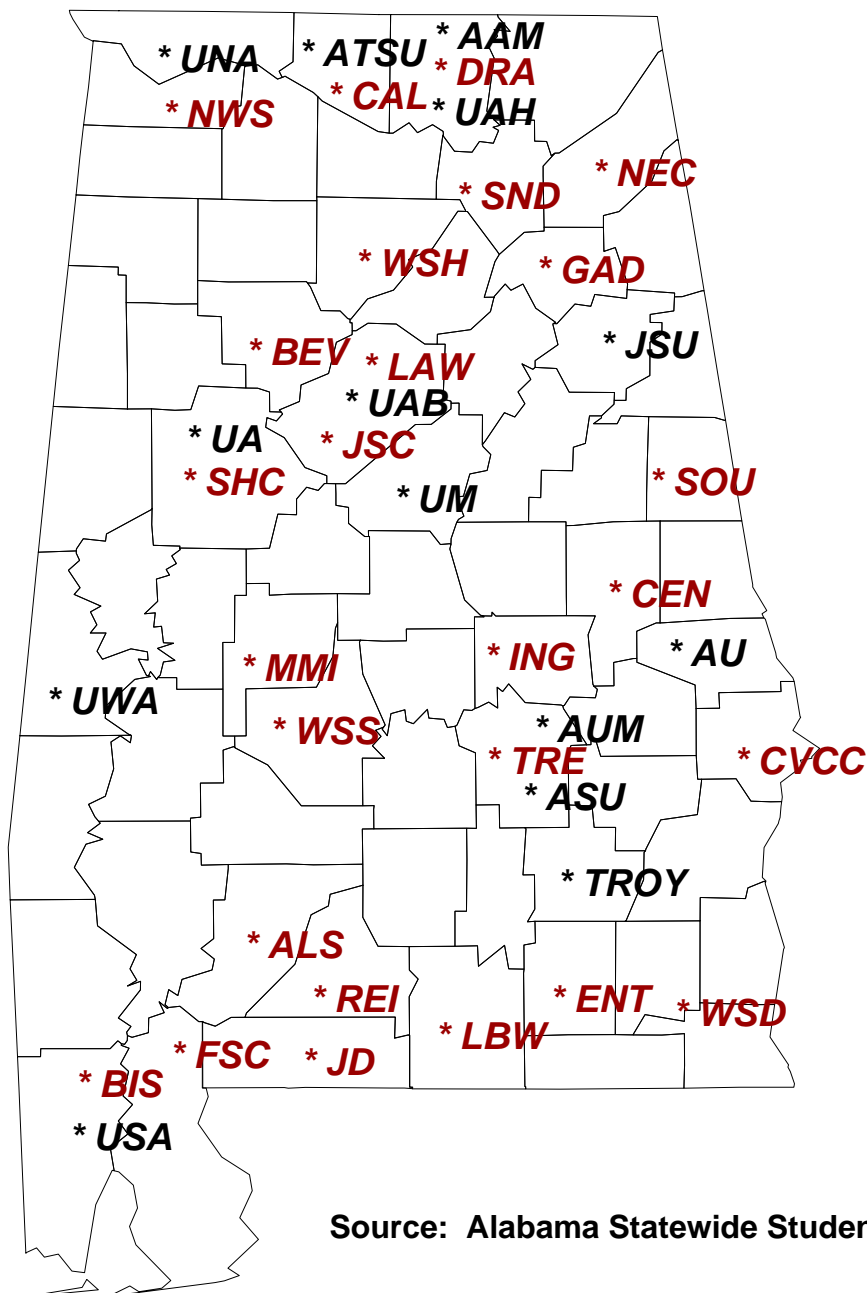 * UNA
* ATSU
* AAM
* DRA
* NWS
* CAL
* UAH
* NEC
* SND
* WSH
* GAD
* BEV
* LAW
* JSU
* UAB
* UA
* JSC
* SHC
* UM
* SOU
* CEN
* MMI
* ING
* AU
* UWA
* WSS
* AUM
* TRE
* CVCC
* ASU
* TROY
* ALS
* REI
* ENT
* WSD
* LBW
* FSC
* JD
* BIS
* USA
Source: Alabama Statewide Studen